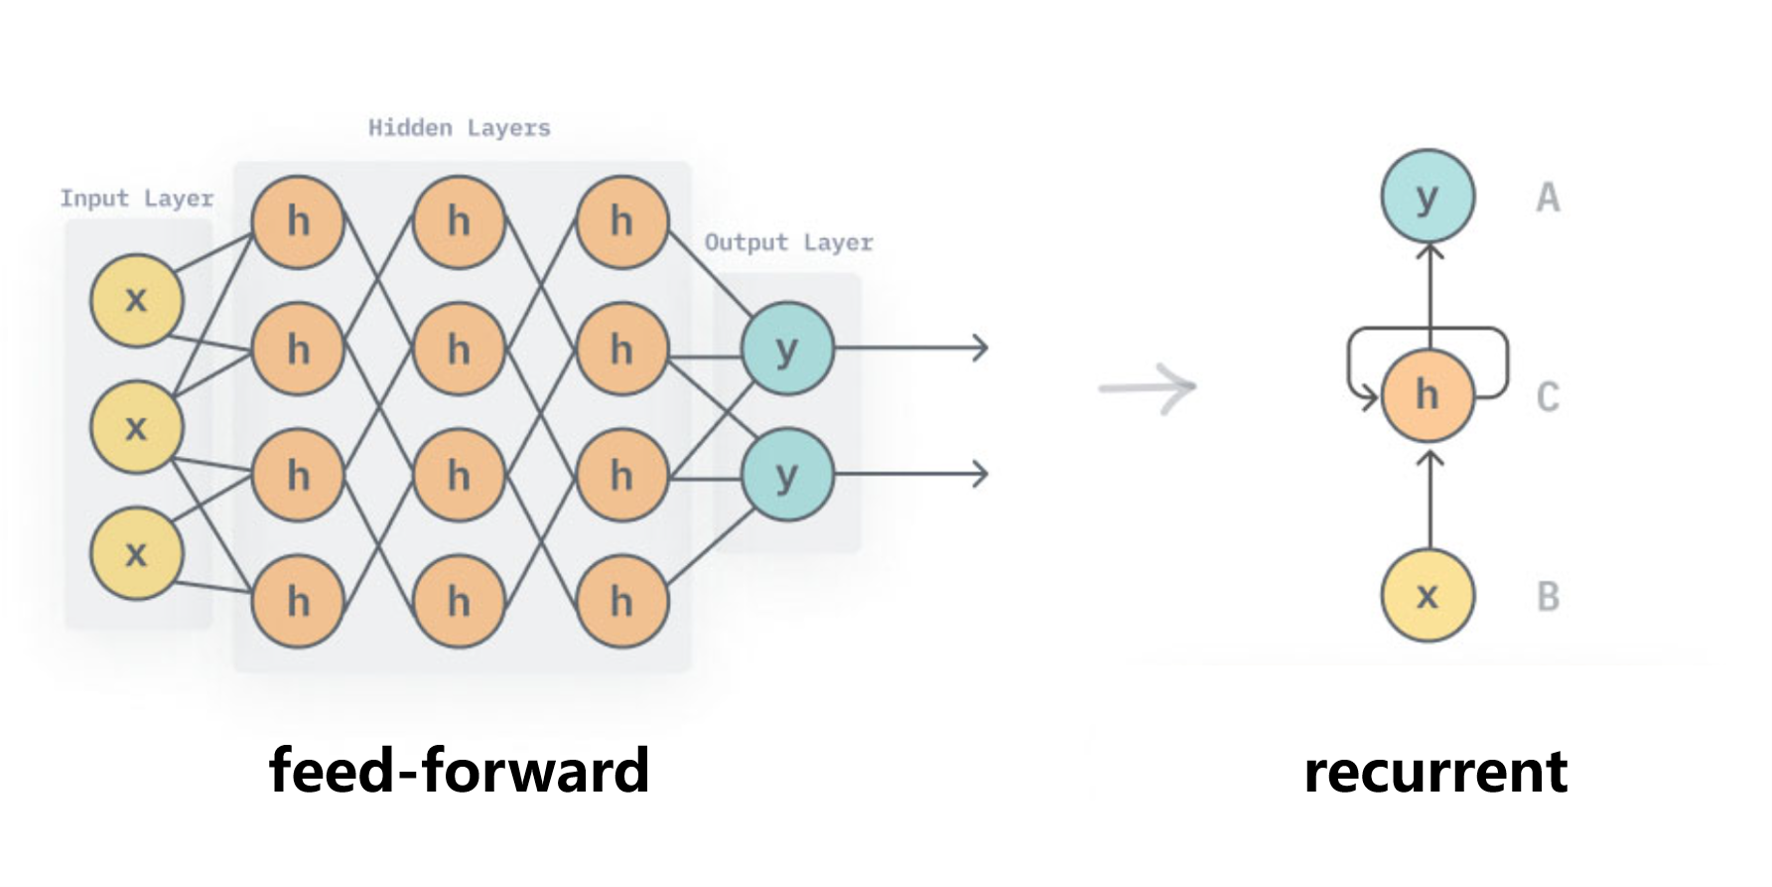 Hidden Layers
Input Layer
Output Layer
h h h
x
h h h
y
x
h h h
y
x
h h h
y A
h C
x B
feed-forward
recurrent